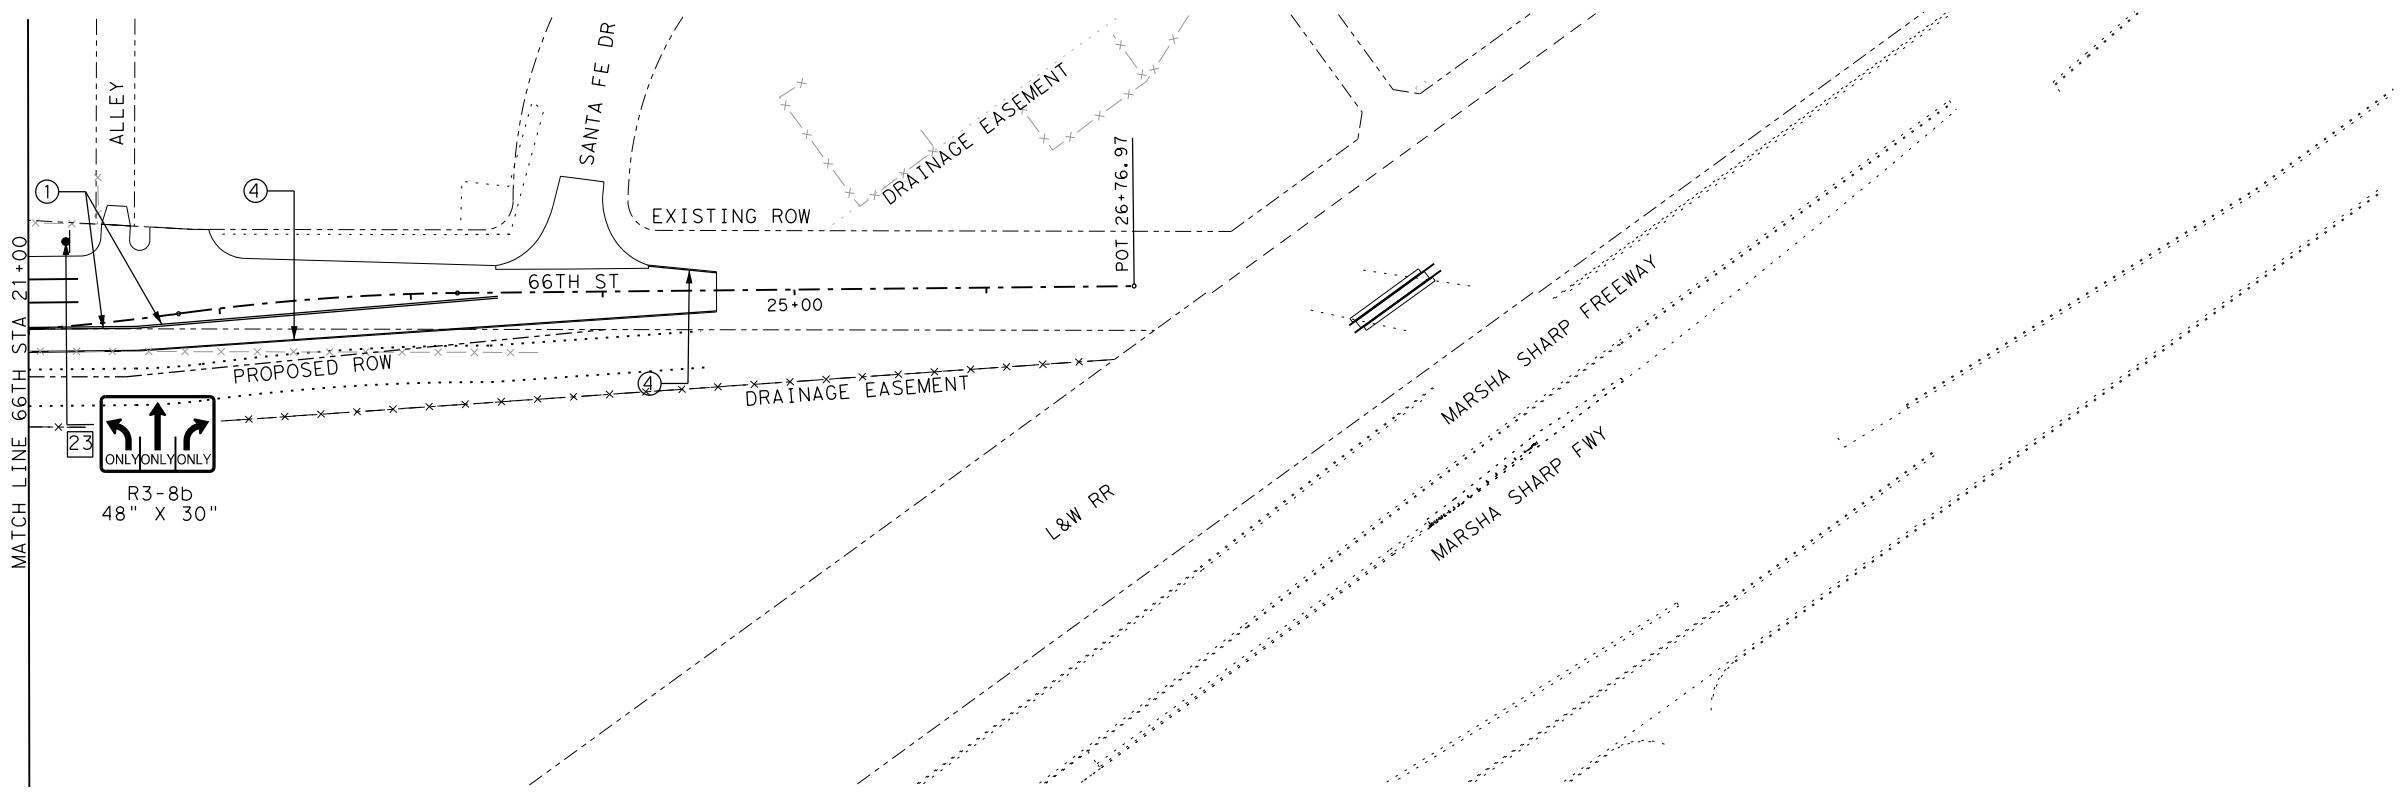 ALLEY
SANTA FE DR
DRAINAGE EASEMENT
1
4
EXISTING ROW
POT 26+76.97
MATCH LINE 66TH STA 21+00
66TH ST
25+00
PROPOSED ROW
4
DRAINAGE EASEMENT
23
ONLY ONLY ONLY
R3-8b
48" X 30"
L&W RR
MARSHA SHARP FREEWAY
MARSHA SHARP FWY